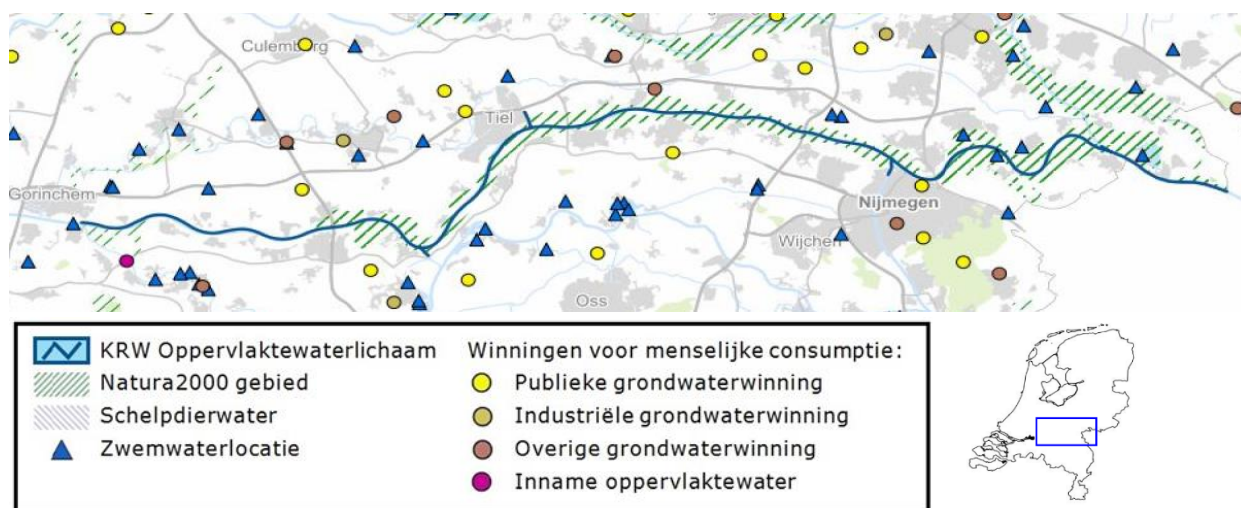 Culemborg
Tiel
Gorinchem
Nijmegen
Wijchen
Oss
KRW Oppervlaktewaterlichaam
Natura2000 gebied
Schelpdierwater
Zwemwaterlocatie
Winningen voor menselijke consumptie:
Publieke grondwaterwinning
Industriële grondwaterwinning
Overige grondwaterwinning
Inname oppervlaktewater